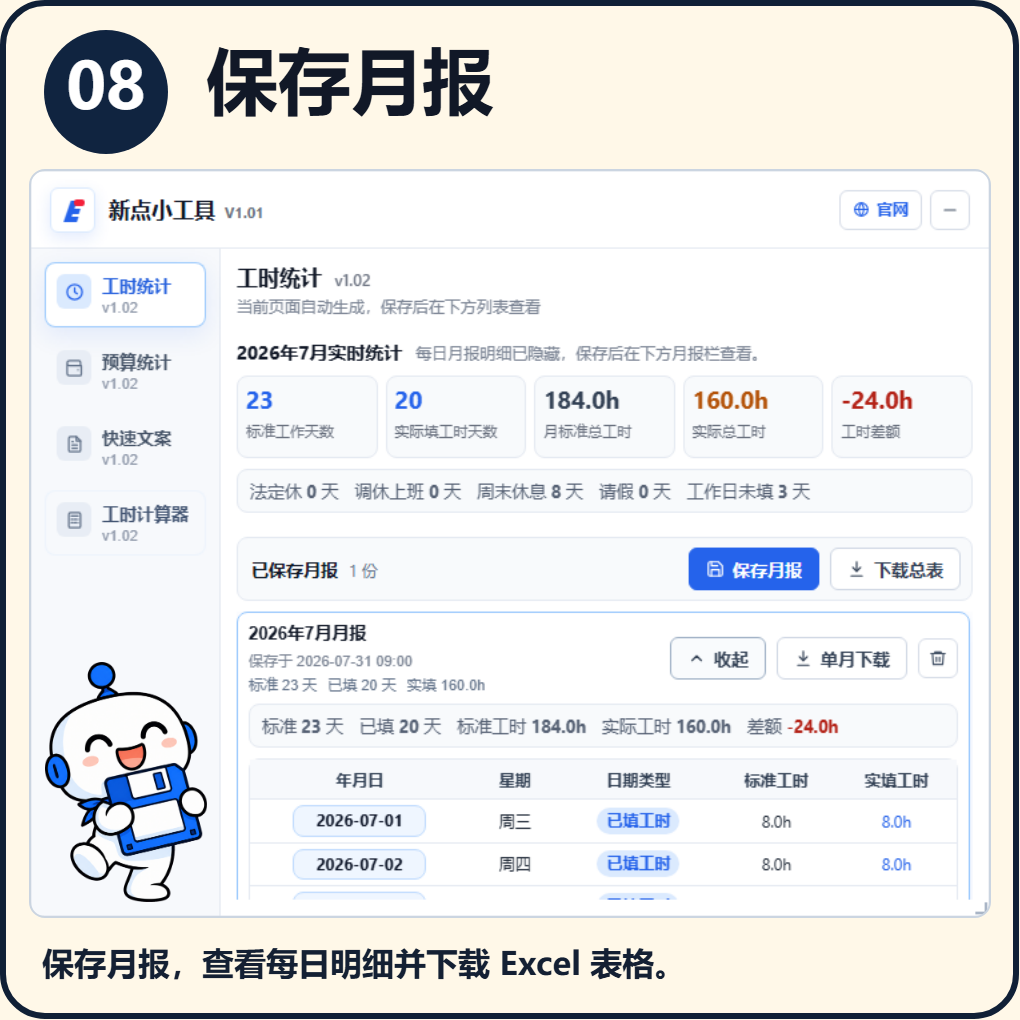 08 保存月报
新点小工具 V1.01 官网
工时统计 v1.02
预算统计 v1.02
快速文案 v1.02
工时计算器 v1.02
工时统计 v1.02
当前页面自动生成，保存后在下方列表查看
2026年7月实时统计 每日月报明细已隐藏，保存后在下方月报栏查看。
23 20 184.0h 160.0h -24.0h
标准工作天数 实际填工时天数 月标准总工时 实际总工时 工时差额
法定休 0 天 调休上班 0 天 周末休息 8 天 请假 0 天 工作日未填 3 天
已保存月报 1 份 保存月报 下载总表
2026年7月月报
保存于 2026-07-31 09:00
标准 23 天 已填 20 天 实填 160.0h
收起 单月下载
标准 23 天 已填 20 天 标准工时 184.0h 实际工时 160.0h 差额 -24.0h
年月日 星期 日期类型 标准工时 实填工时
2026-07-01 周三 已填工时 8.0h 8.0h
2026-07-02 周四 已填工时 8.0h 8.0h
保存月报，查看每日明细并下载 Excel 表格。